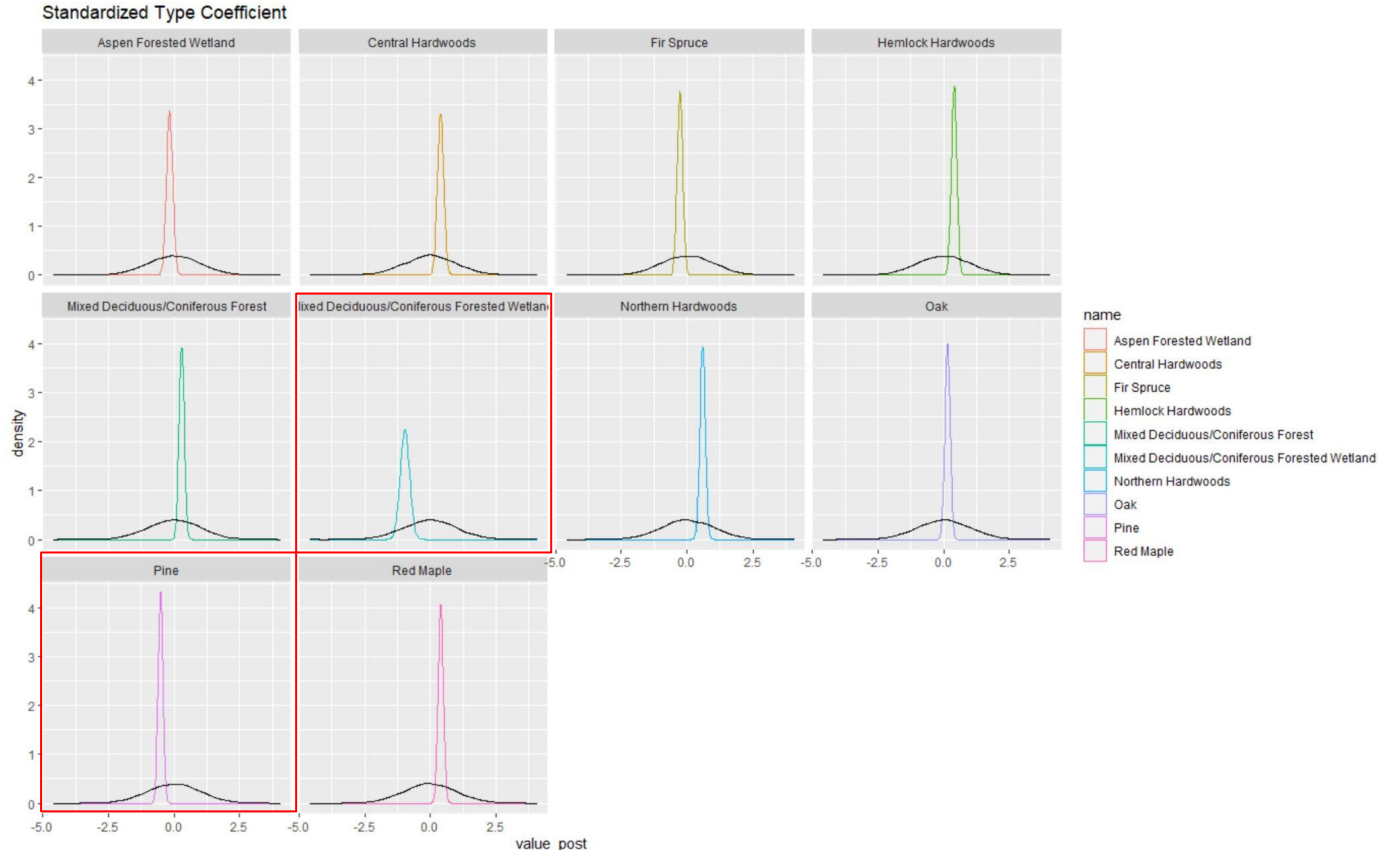 Standardized Type Coefficient
Aspen Forested Wetland
Central Hardwoods
Fir Spruce
Hemlock Hardwoods
4
3
2
1
0
Mixed Deciduous/Coniferous Forest
lixed Deciduous/Coniferous Forested Wetlan
Northern Hardwoods
Oak
4
3
2
1
0
density
-5.0 -2.5 0.0 2.5
-5.0 -2.5 0.0 2.5
Pine
Red Maple
4
3
2
1
0
-5.0 -2.5 0.0 2.5
-5.0 -2.5 0.0 2.5
value_post
name
Aspen Forested Wetland
Central Hardwoods
Fir Spruce
Hemlock Hardwoods
Mixed Deciduous/Coniferous Forest
Mixed Deciduous/Coniferous Forested Wetland
Northern Hardwoods
Oak
Pine
Red Maple